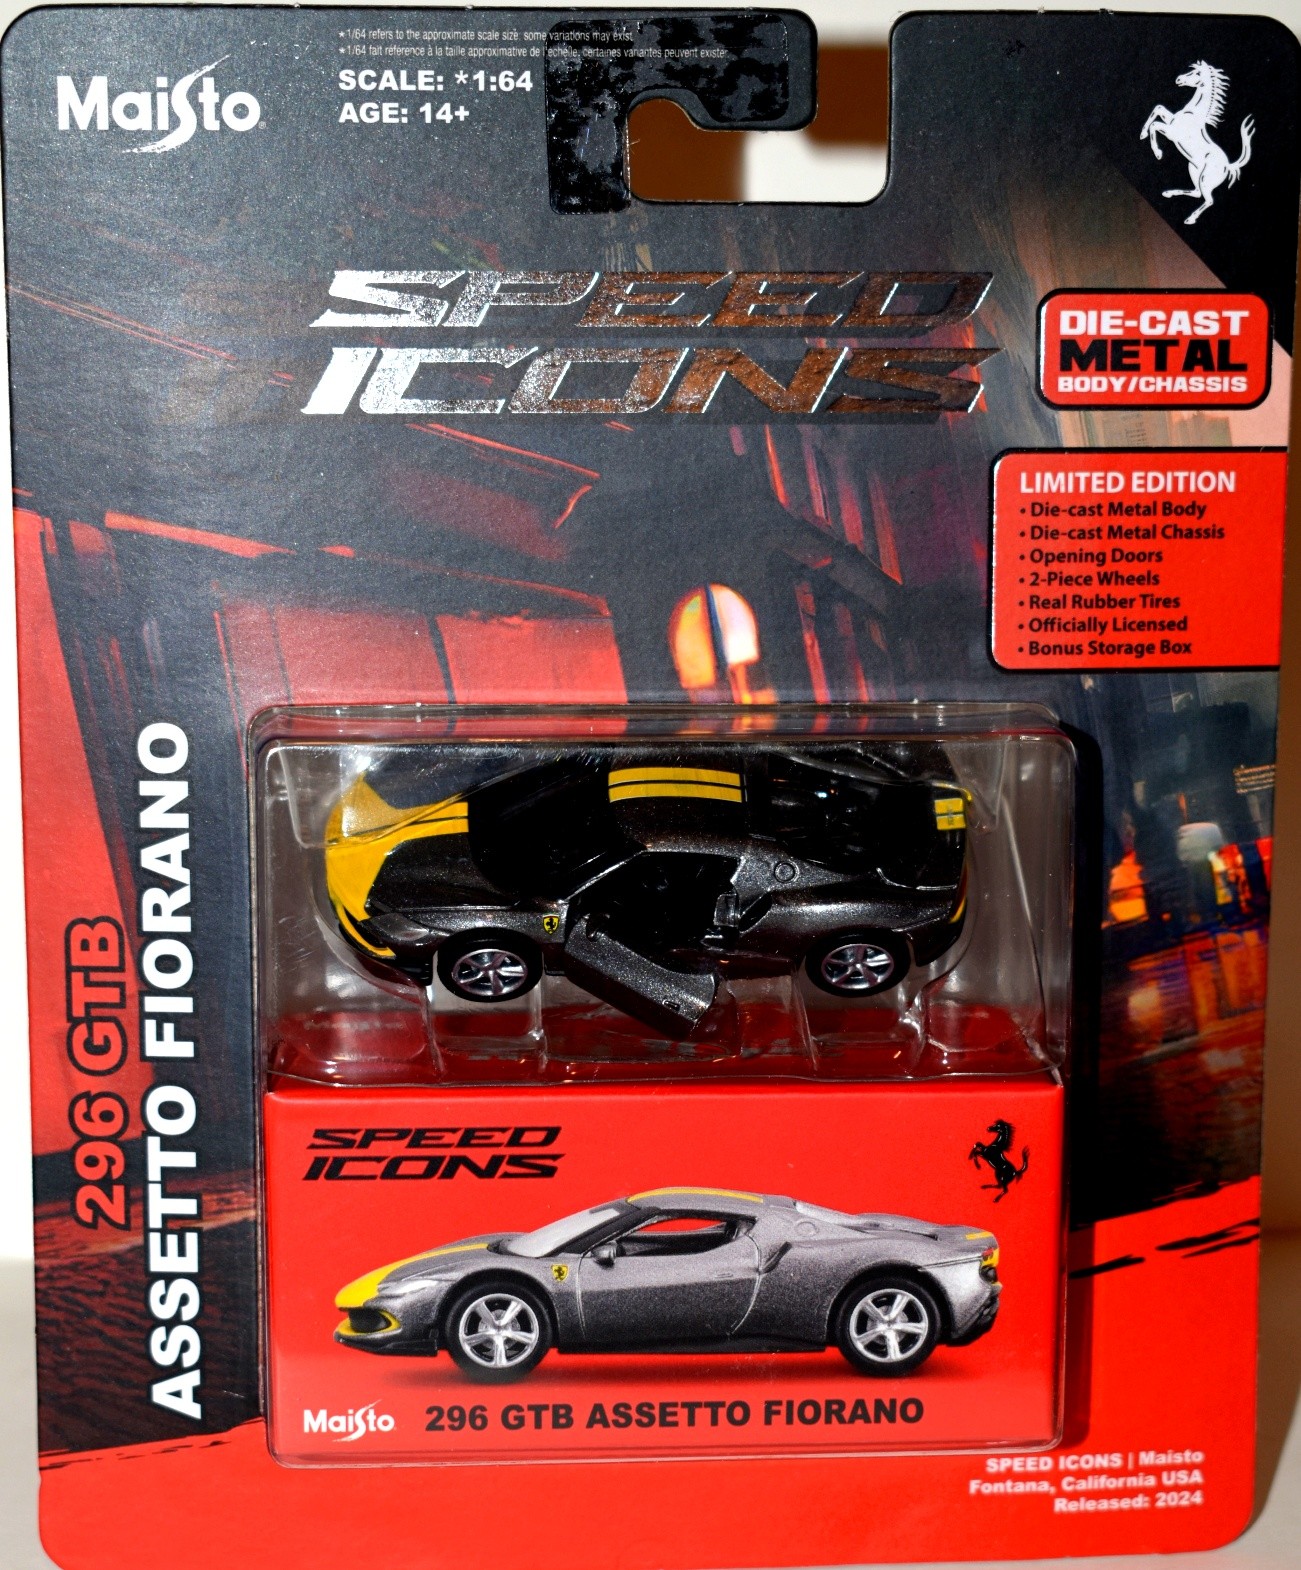 *1/64 refers to the approximate scale size: some variations may exist
*1/64 fait référence à la taille approximative de l'échelle, certaines variantes peuvent exister
Maisto
SCALE: *1:64
AGE: 14+
SPEED
ICONS
DIE-CAST
METAL
BODY/CHASSIS
LIMITED EDITION
• Die-cast Metal Body
• Die-cast Metal Chassis
• Opening Doors
• 2-Piece Wheels
• Real Rubber Tires
• Officially Licensed
• Bonus Storage Box
296 GTB
ASSETTO FIORANO
SPEED
ICONS
Maisto 296 GTB ASSETTO FIORANO
SPEED ICONS | Maisto
Fontana, California USA
Released: 2024